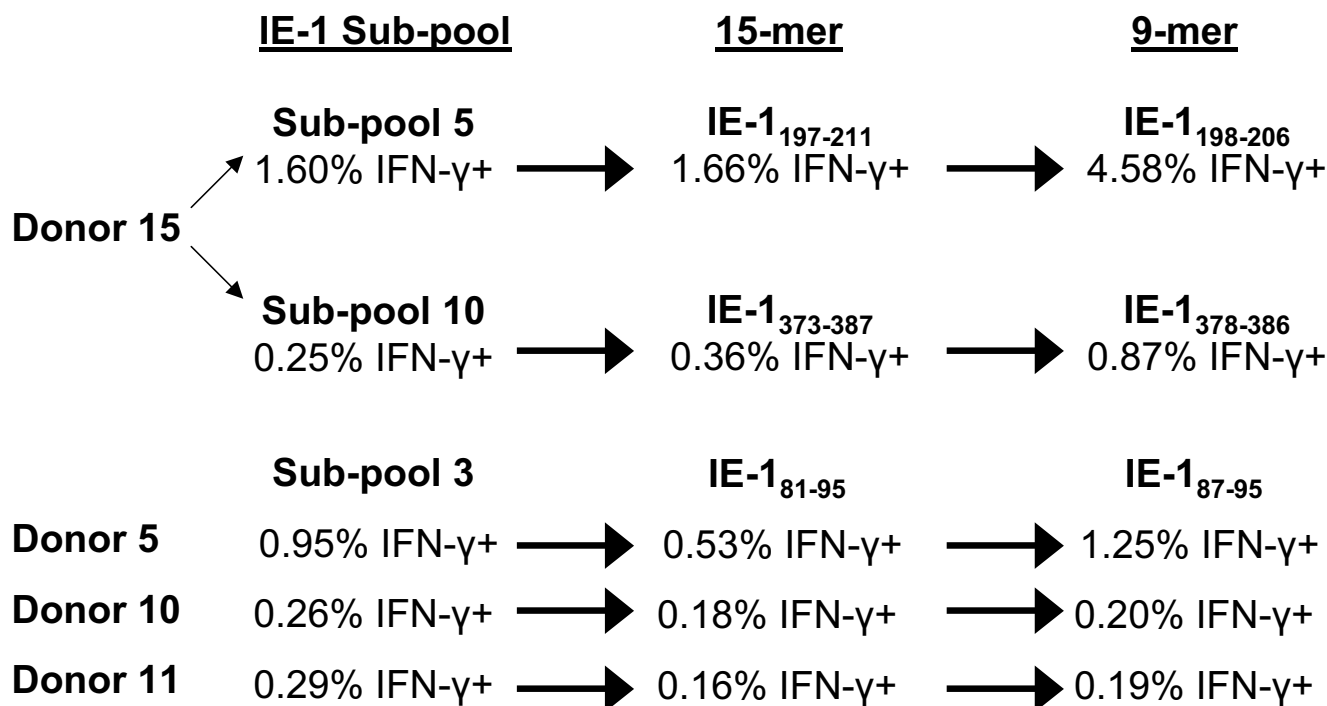 IE-1 Sub-pool 15-mer 9-mer
Sub-pool 5 IE-1197-211 IE-1198-206
1.60% IFN-γ+ 1.66% IFN-γ+ 4.58% IFN-γ+
Donor 15
Sub-pool 10 IE-1373-387 IE-1378-386
0.25% IFN-γ+ 0.36% IFN-γ+ 0.87% IFN-γ+
Sub-pool 3 IE-181-95 IE-187-95
Donor 5 0.95% IFN-γ+ 0.53% IFN-γ+ 1.25% IFN-γ+
Donor 10 0.26% IFN-γ+ 0.18% IFN-γ+ 0.20% IFN-γ+
Donor 11 0.29% IFN-γ+ 0.16% IFN-γ+ 0.19% IFN-γ+